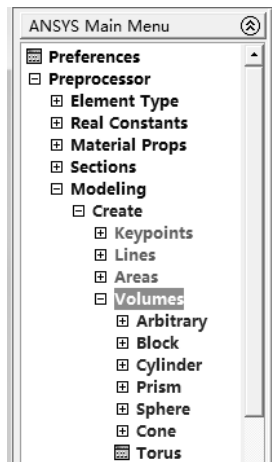 ANSYS Main Menu
Preferences
Preprocessor
Element Type
Real Constants
Material Props
Sections
Modeling
Create
Keypoints
Lines
Areas
Volumes
Arbitrary
Block
Cylinder
Prism
Sphere
Cone
Torus